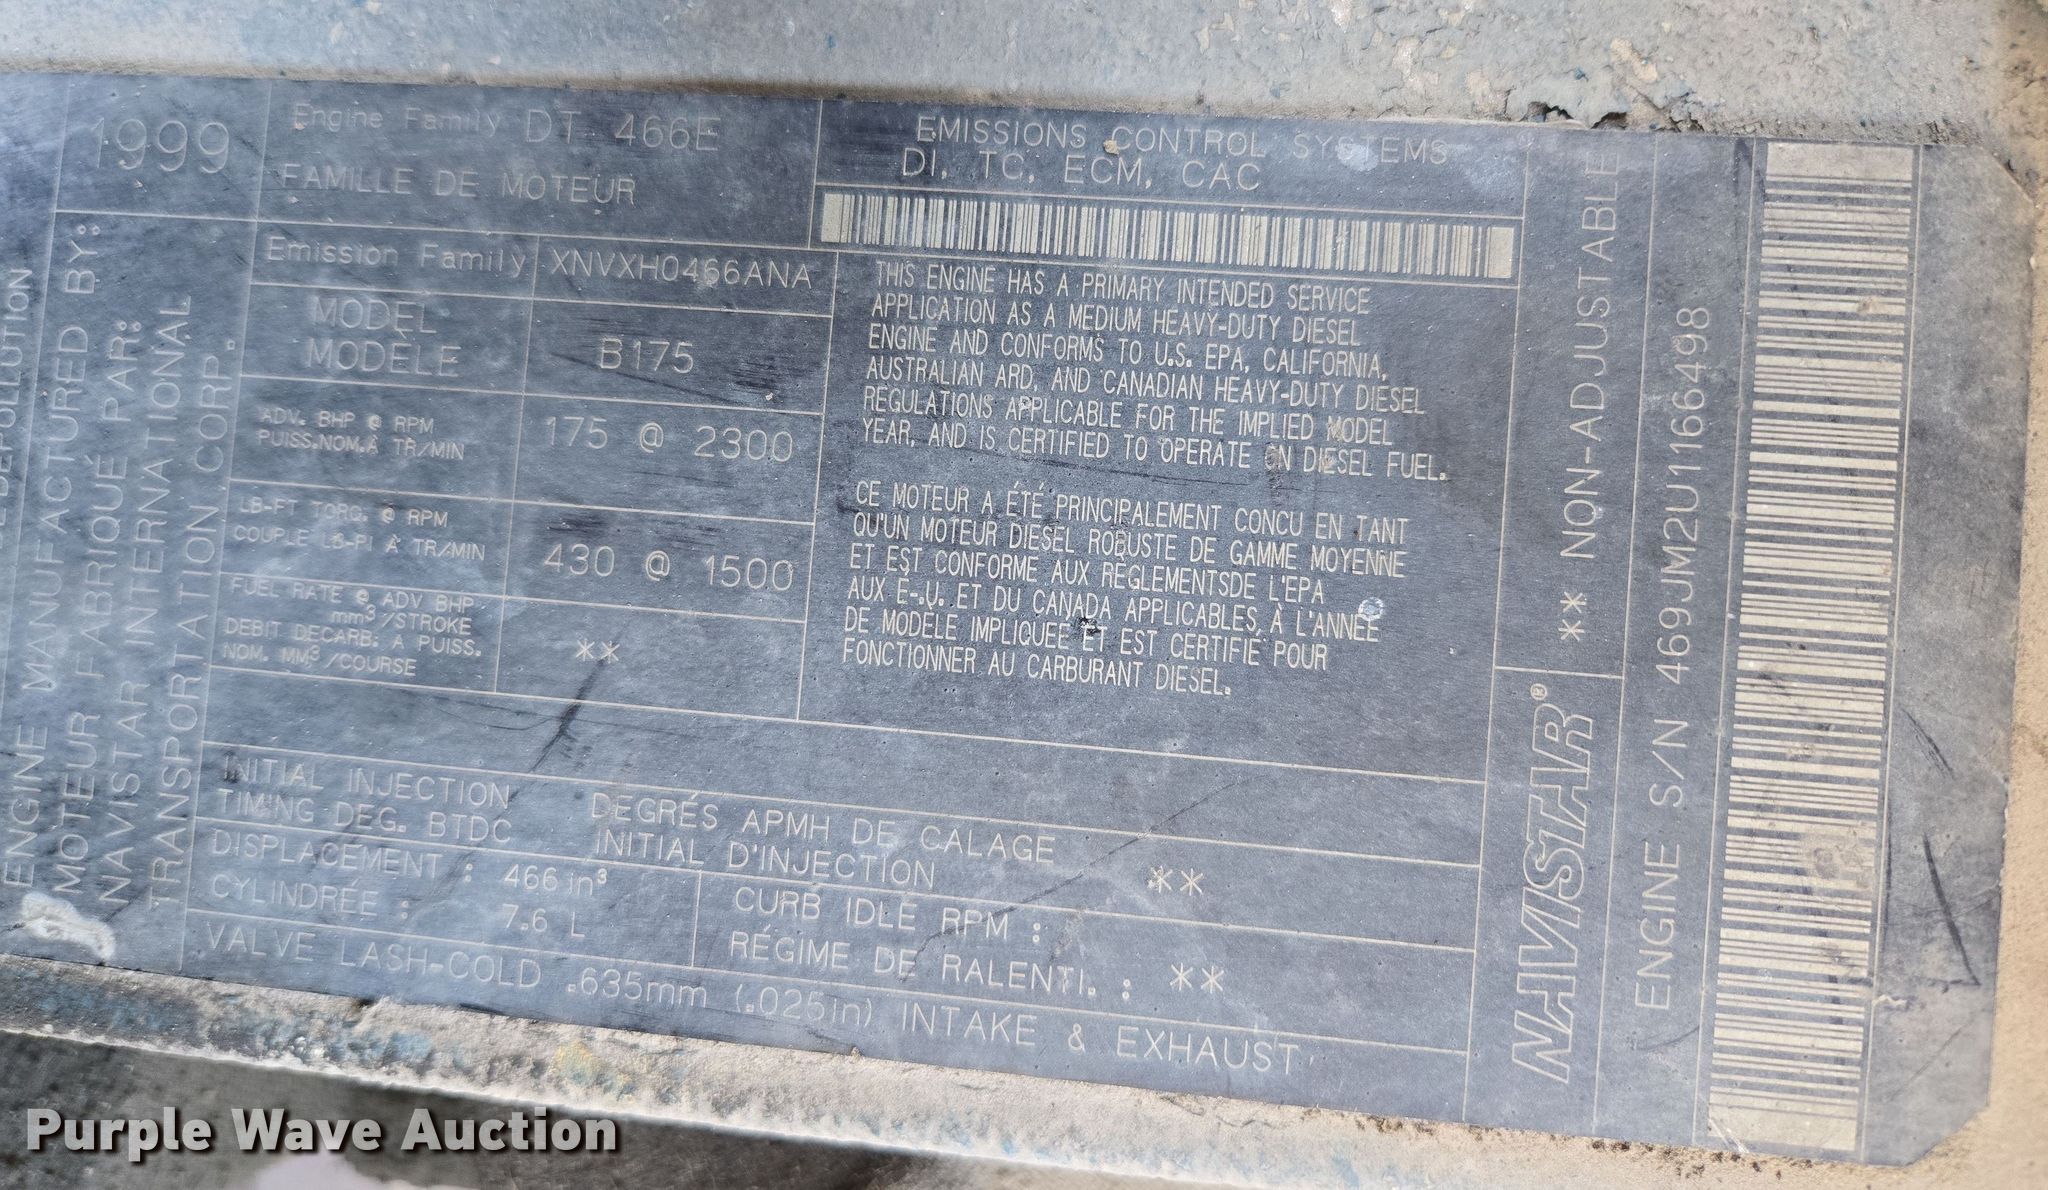 DEPOLLUTION
ENGINE MANUFACTURED BY:
MOTEUR FABRIQUÉ PAR:
NAVISTAR INTERNATIONAL
TRANSPORTATION CORP.
1999
Engine Family DT 466E
FAMILLE DE MOTEUR
EMISSIONS CONTROL SYSTEMS
DI, TC, ECM, CAC
Emission Family XNVXH0466ANA
MODEL
MODÈLE
B175
ADV. BHP @ RPM
PUISS.NOM.À TR/MIN
175 @ 2300
LB-FT TORQ. @ RPM
COUPLE LB-PI À TR/MIN
430 @ 1500
FUEL RATE @ ADV BHP
mm³/STROKE
DEBIT DECARB. A PUISS.
NOM. MM³/COURSE
**
THIS ENGINE HAS A PRIMARY INTENDED SERVICE
APPLICATION AS A MEDIUM HEAVY-DUTY DIESEL
ENGINE AND CONFORMS TO U.S. EPA, CALIFORNIA,
AUSTRALIAN ARD, AND CANADIAN HEAVY-DUTY DIESEL
REGULATIONS APPLICABLE FOR THE IMPLIED MODEL
YEAR, AND IS CERTIFIED TO OPERATE ON DIESEL FUEL.
CE MOTEUR A ÉTÉ PRINCIPALEMENT CONCU EN TANT
QU'UN MOTEUR DIESEL ROBUSTE DE GAMME MOYENNE
ET EST CONFORME AUX RÈGLEMENTSDE L'EPA
AUX É-.U. ET DU CANADA APPLICABLES, À L'ANNÉE
DE MODÈLE IMPLIQUÉE ET EST CERTIFIÉ POUR
FONCTIONNER AU CARBURANT DIESEL.
INITIAL INJECTION
TIMING DEG. BTDC
DEGRÉS APMH DE CALAGE
INITIAL D'INJECTION
**
DISPLACEMENT : 466 in³
CYLINDRÉE : 7.6 L
CURB IDLE RPM :
RÉGIME DE RALENTI. : **
VALVE LASH-COLD .635mm (.025in) INTAKE & EXHAUST
** NON-ADJUSTABLE
NAVISTAR®
ENGINE S/N 469JM2U1166498
Purple Wave Auction